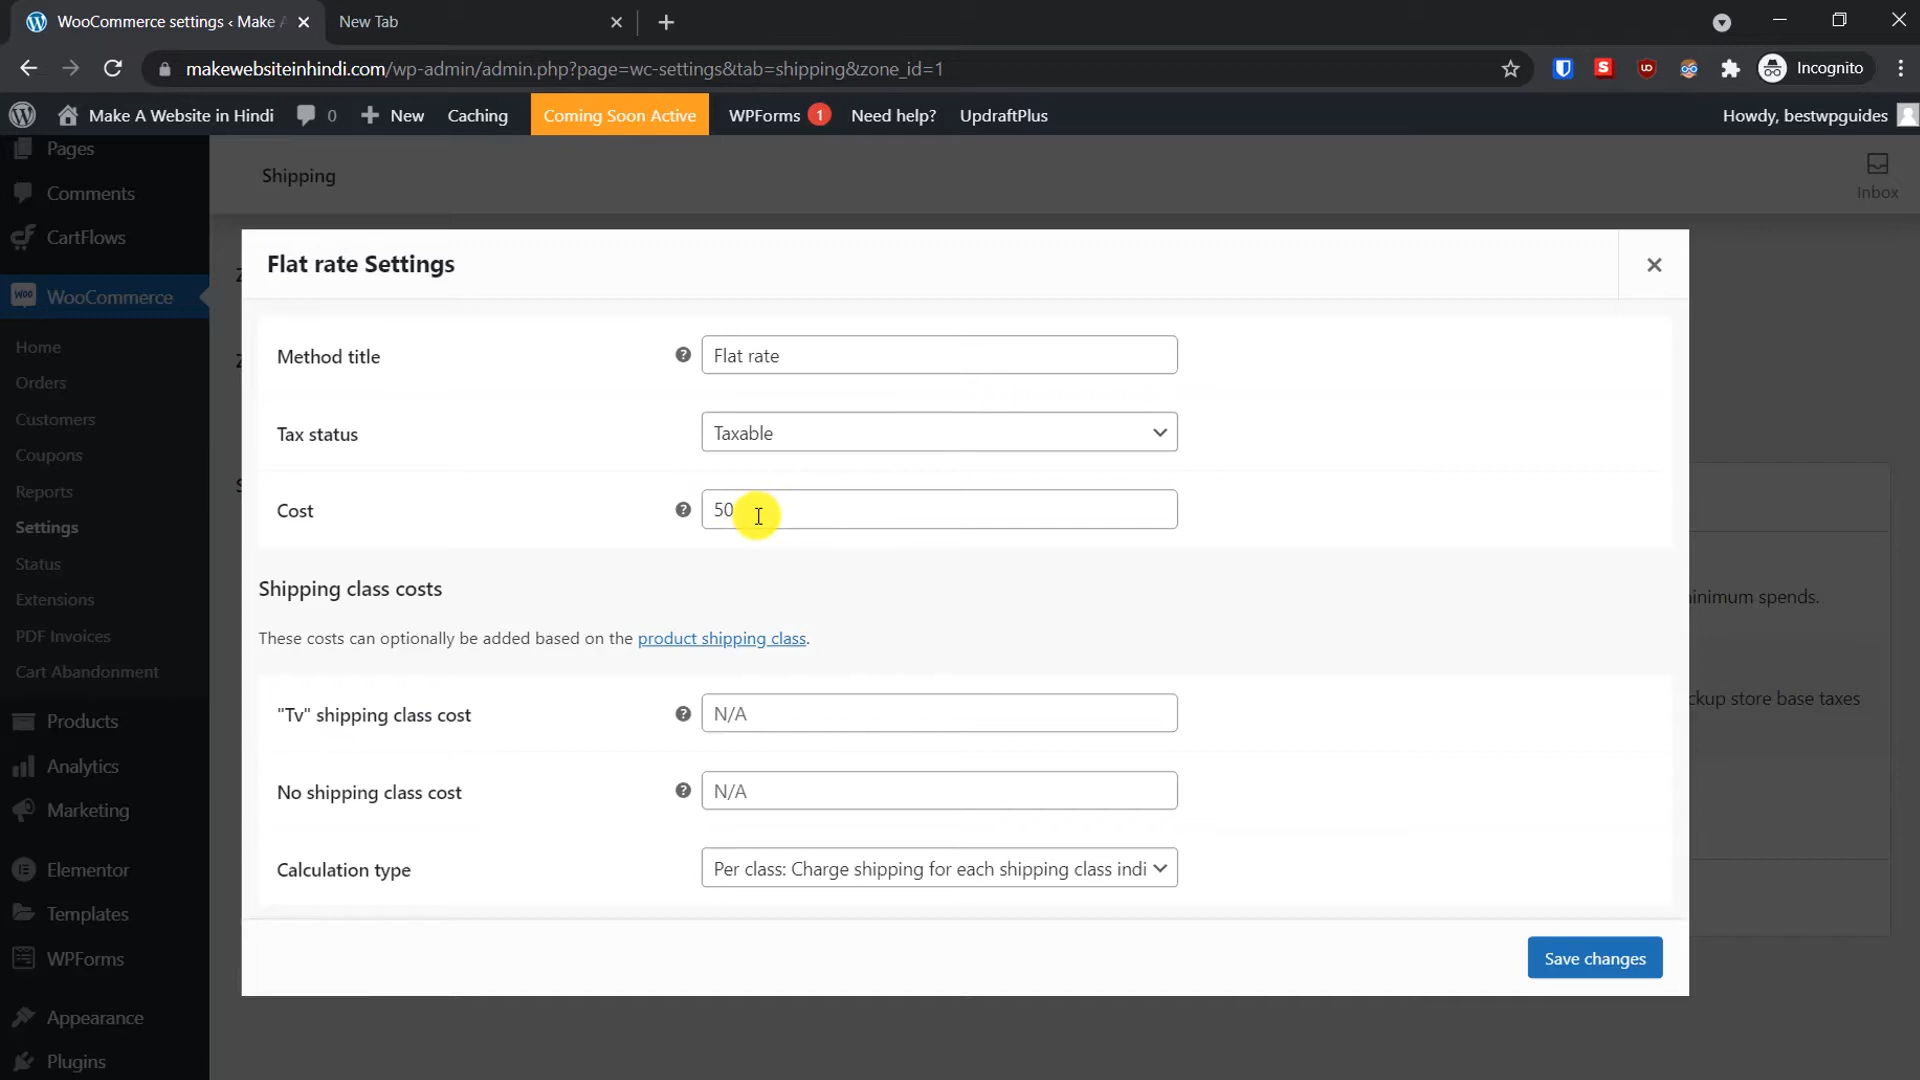 WooCommerce settings ‹ Make A
New Tab
makewebsiteinhindi.com/wp-admin/admin.php?page=wc-settings&tab=shipping&zone_id=1
Incognito
Make A Website in Hindi
0
New
Caching
Coming Soon Active
WPForms 1
Need help?
UpdraftPlus
Howdy, bestwpguides
Pages
Comments
CartFlows
WooCommerce
Home
Orders
Customers
Coupons
Reports
Settings
Status
Extensions
PDF Invoices
Cart Abandonment
Products
Analytics
Marketing
Elementor
Templates
WPForms
Appearance
Plugins
Shipping
Inbox
Flat rate Settings
Method title
Flat rate
Tax status
Taxable
Cost
50
Shipping class costs
These costs can optionally be added based on the product shipping class.
"Tv" shipping class cost
N/A
No shipping class cost
N/A
Calculation type
Per class: Charge shipping for each shipping class indi
Save changes
inimum spends.
ckup store base taxes